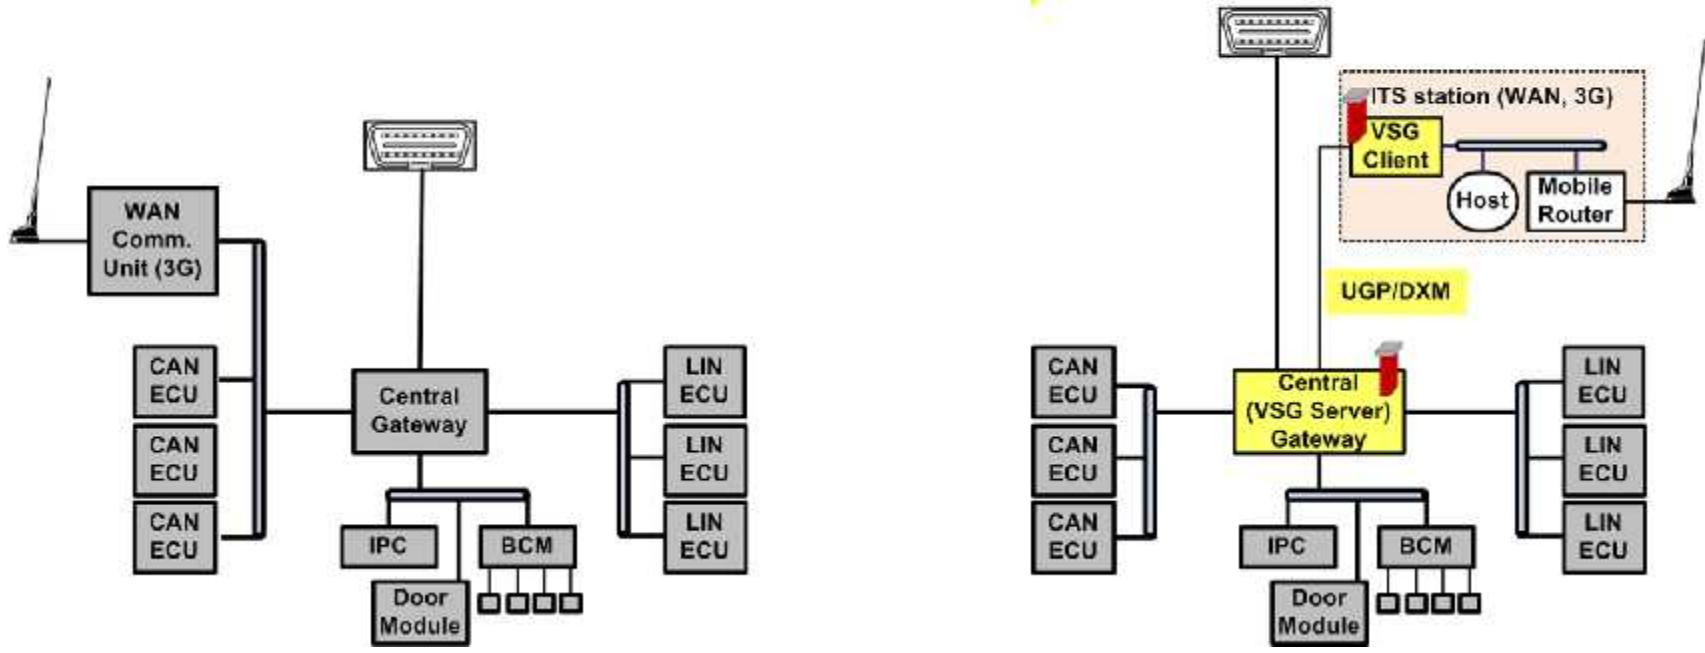 WAN
Comm.
Unit (3G)
CAN
ECU
CAN
ECU
CAN
ECU
Central
Gateway
LIN
ECU
LIN
ECU
LIN
ECU
IPC
BCM
Door
Module
ITS station (WAN, 3G)
VSG
Client
Host
Mobile
Router
UGP/DXM
CAN
ECU
CAN
ECU
CAN
ECU
Central
(VSG Server)
Gateway
LIN
ECU
LIN
ECU
LIN
ECU
IPC
BCM
Door
Module